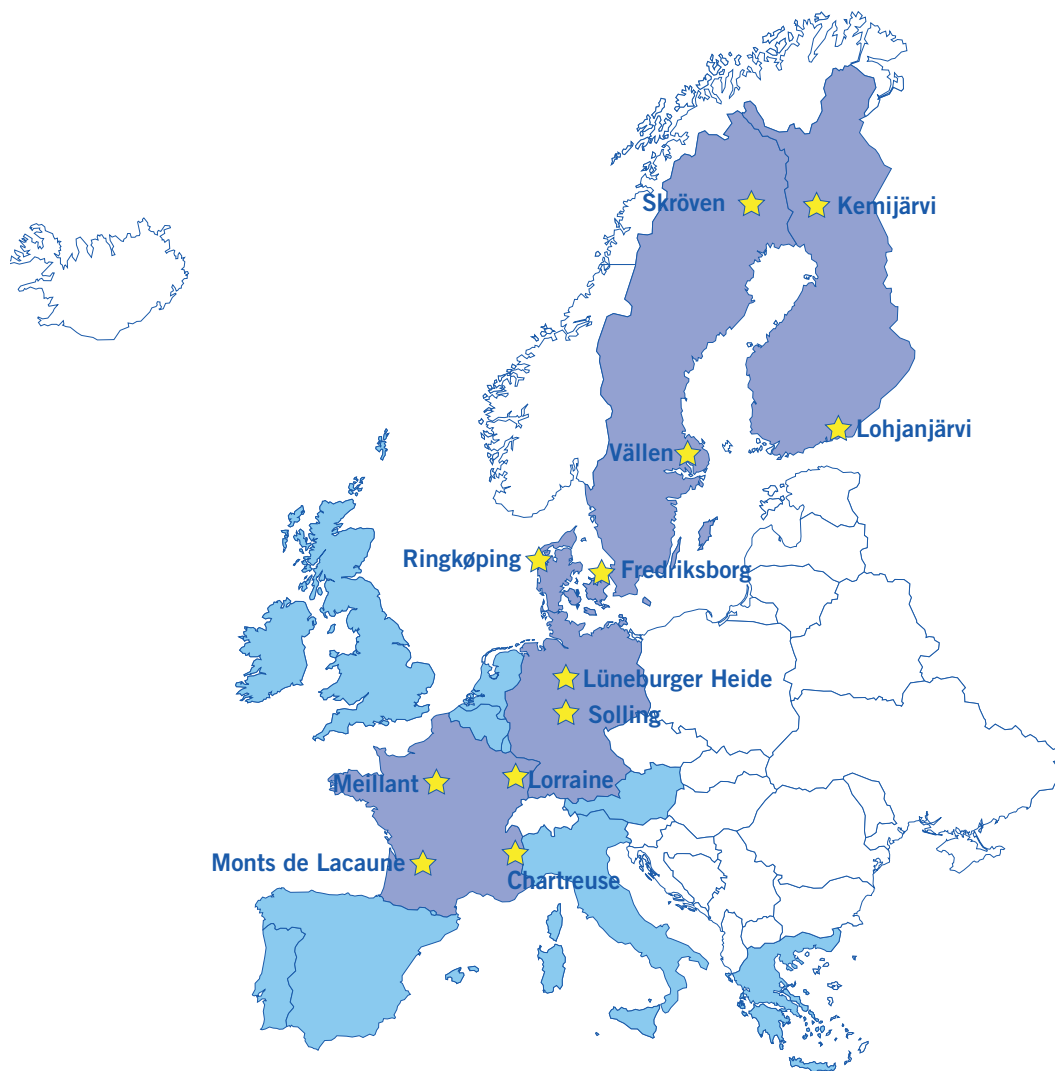 Skröven
Kemijärvi
Lohjanjärvi
Vällen
Ringkøping
Fredriksborg
Lüneburger Heide
Solling
Meillant
Lorraine
Monts de Lacaune
Chartreuse